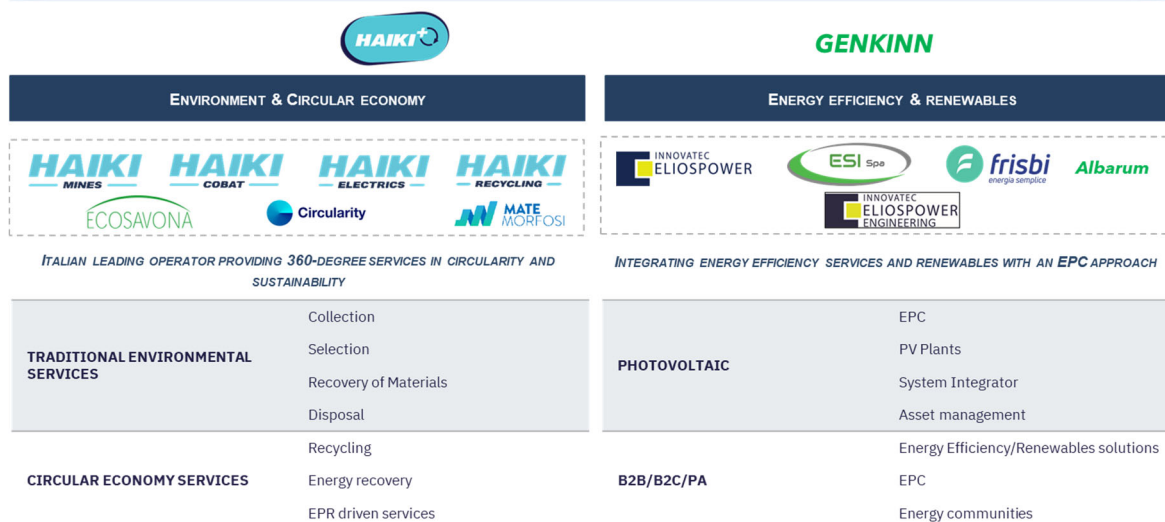 HAIKI+
ENVIRONMENT & CIRCULAR ECONOMY
HAIKI MINES
HAIKI COBAT
HAIKI ELECTRICS
HAIKI RECYCLING
ECOSAVONA
Circularity
MATE MORFOSI
ITALIAN LEADING OPERATOR PROVIDING 360-DEGREE SERVICES IN CIRCULARITY AND
SUSTAINABILITY
TRADITIONAL ENVIRONMENTAL
SERVICES
Collection
Selection
Recovery of Materials
Disposal
CIRCULAR ECONOMY SERVICES
Recycling
Energy recovery
EPR driven services
GENKINN
ENERGY EFFICIENCY & RENEWABLES
INNOVATEC
ELIOSPOWER
ESI Spa
frisbi
energia semplice
Albarum
INNOVATEC
ELIOSPOWER
ENGINEERING
INTEGRATING ENERGY EFFICIENCY SERVICES AND RENEWABLES WITH AN EPC APPROACH
PHOTOVOLTAIC
EPC
PV Plants
System Integrator
Asset management
B2B/B2C/PA
Energy Efficiency/Renewables solutions
EPC
Energy communities